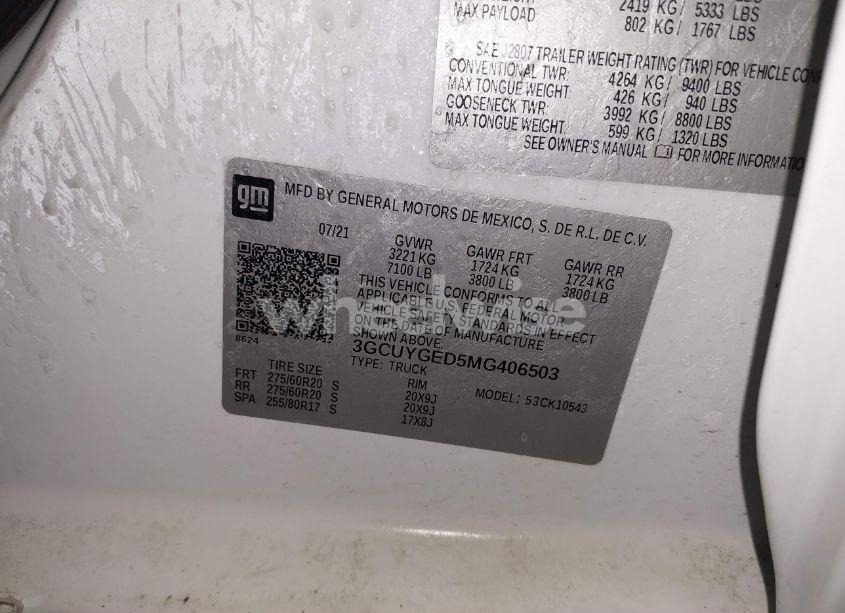 2419 KG / 5333 LBS
MAX PAYLOAD 802 KG / 1767 LBS
SAE J2807 TRAILER WEIGHT RATING (TWR) FOR VEHICLE
CONVENTIONAL TWR: 4264 KG / 9400 LBS
MAX TONGUE WEIGHT: 426 KG / 940 LBS
GOOSENECK TWR: 3992 KG / 8800 LBS
MAX TONGUE WEIGHT: 599 KG / 1320 LBS
SEE OWNER'S MANUAL FOR MORE INFORMATION
gm
MFD BY GENERAL MOTORS DE MEXICO, S. DE R.L. DE C.V.
07/21 GVWR GAWR FRT GAWR RR
3221 KG 1724 KG 1724 KG
7100 LB 3800 LB 3800 LB
THIS VEHICLE CONFORMS TO ALL
APPLICABLE U.S. FEDERAL MOTOR
VEHICLE SAFETY STANDARDS IN EFFECT
ON THE DATE OF MANUFACTURE
SHOWN ABOVE.
8624
3GCUYGED5MG406503
TYPE: TRUCK
MODEL: 53CK10543
TIRE SIZE RIM
FRT 275/60R20 S 20X9J
RR 275/60R20 S 20X9J
SPA 255/80R17 S 17X8J